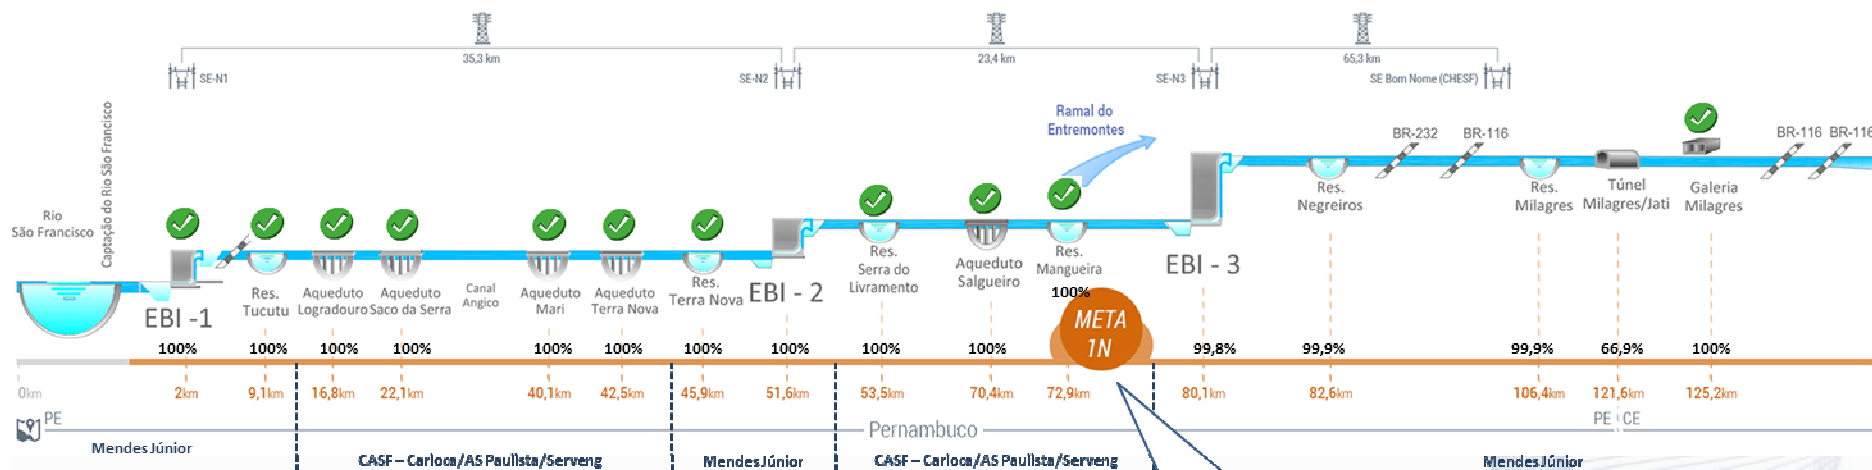 35,3 km
23,4 km
65,3 km
SE-N1
SE-N2
SE-N3
SE Bom Nome (CHESF)
Captação do Rio São Francisco
Ramal do
Entremontes
BR-232
BR-116
BR-116
BR-116
Rio
São Francisco
EBI -1
Res.
Tucutu
Aqueduto
Logradouro
Aqueduto
Saco da Serra
Canal
Angico
Aqueduto
Mari
Aqueduto
Terra Nova
Res.
Terra Nova
EBI - 2
Res.
Serra do
Livramento
Aqueduto
Salgueiro
Res.
Mangueira
EBI - 3
Res.
Negreiros
Res.
Milagres
Túnel
Milagres/Jati
Galeria
Milagres
100%
META
1N
100%
100%
100%
100%
100%
100%
100%
100%
100%
100%
99,8%
99,9%
99,9%
66,9%
100%
0km
2km
9,1km
16,8km
22,1km
40,1km
42,5km
45,9km
51,6km
53,5km
70,4km
72,9km
80,1km
82,6km
106,4km
121,6km
125,2km
PE
PE CE
Pernambuco
Mendes Júnior
CASF – Carioca/AS Paulista/Serveng
Mendes Júnior
CASF – Carioca/AS Paulista/Serveng
Mendes Júnior